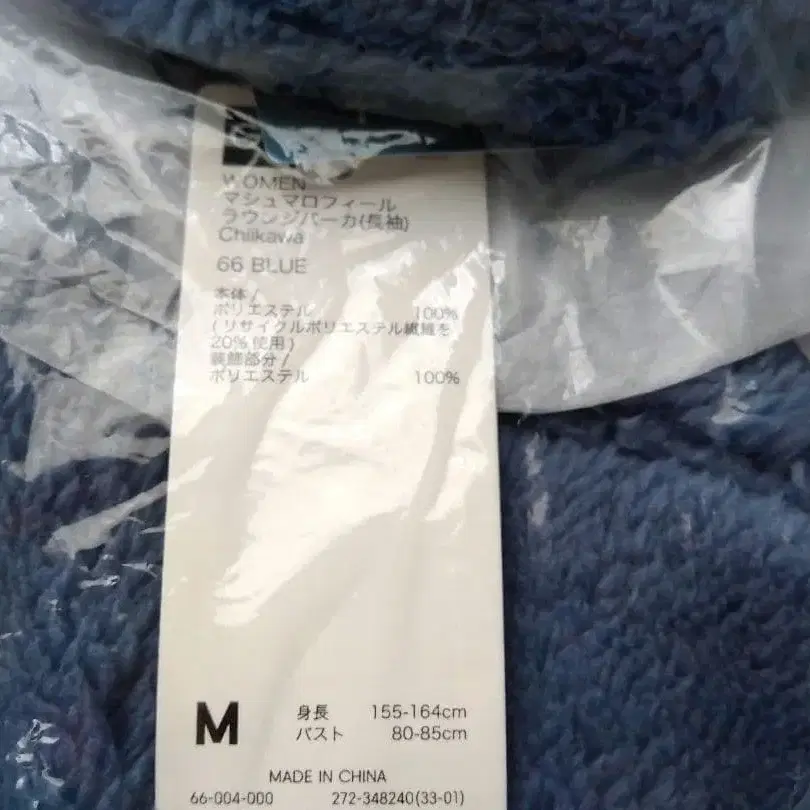 WOMEN
マシュマロフィール
ラウンジパーカ(長袖)
Chiikawa
66 BLUE
本体 /
ポリエステル 100%
(リサイクルポリエステル繊維を
20%使用)
装飾部分 /
ポリエステル 100%
M
身長 155-164cm
バスト 80-85cm
MADE IN CHINA
66-004-000 272-348240(33-01)